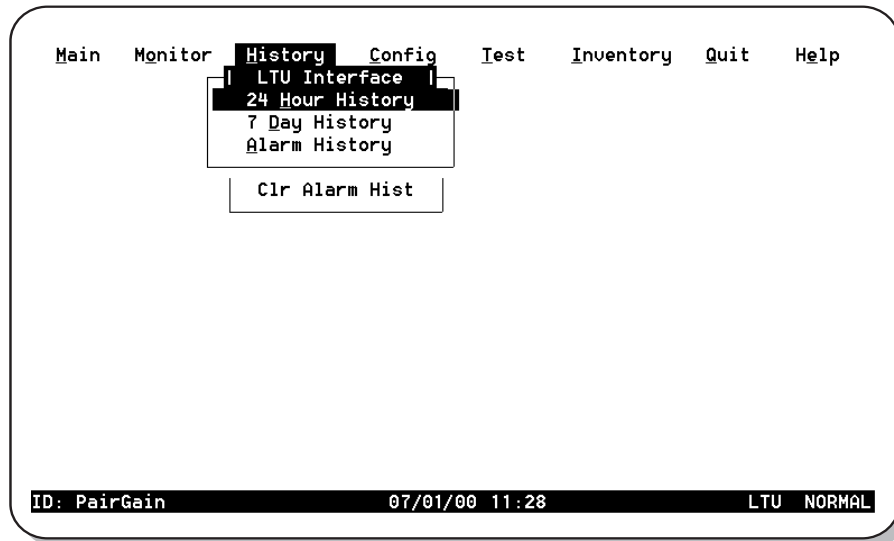 Main Monitor History Config Test Inventory Quit Help
LTU Interface
24 Hour History
7 Day History
Alarm History
Clr Alarm Hist
ID: PairGain 07/01/00 11:28 LTU NORMAL